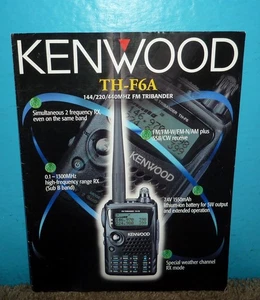 KENWOOD
TH-F6A
144/220/440MHZ FM TRIBANDER
Simultaneous 2 frequency RX
even on the same band
FM/FM-W/FM-N/AM plus
SSB/CW receive
KENWOOD
0.1~1300MHz
high-frequency range RX
(Sub B band)
7.4V 1550mAh
lithium-ion battery for 5W output
and extended operation
Special weather channel
RX mode
KENWOOD